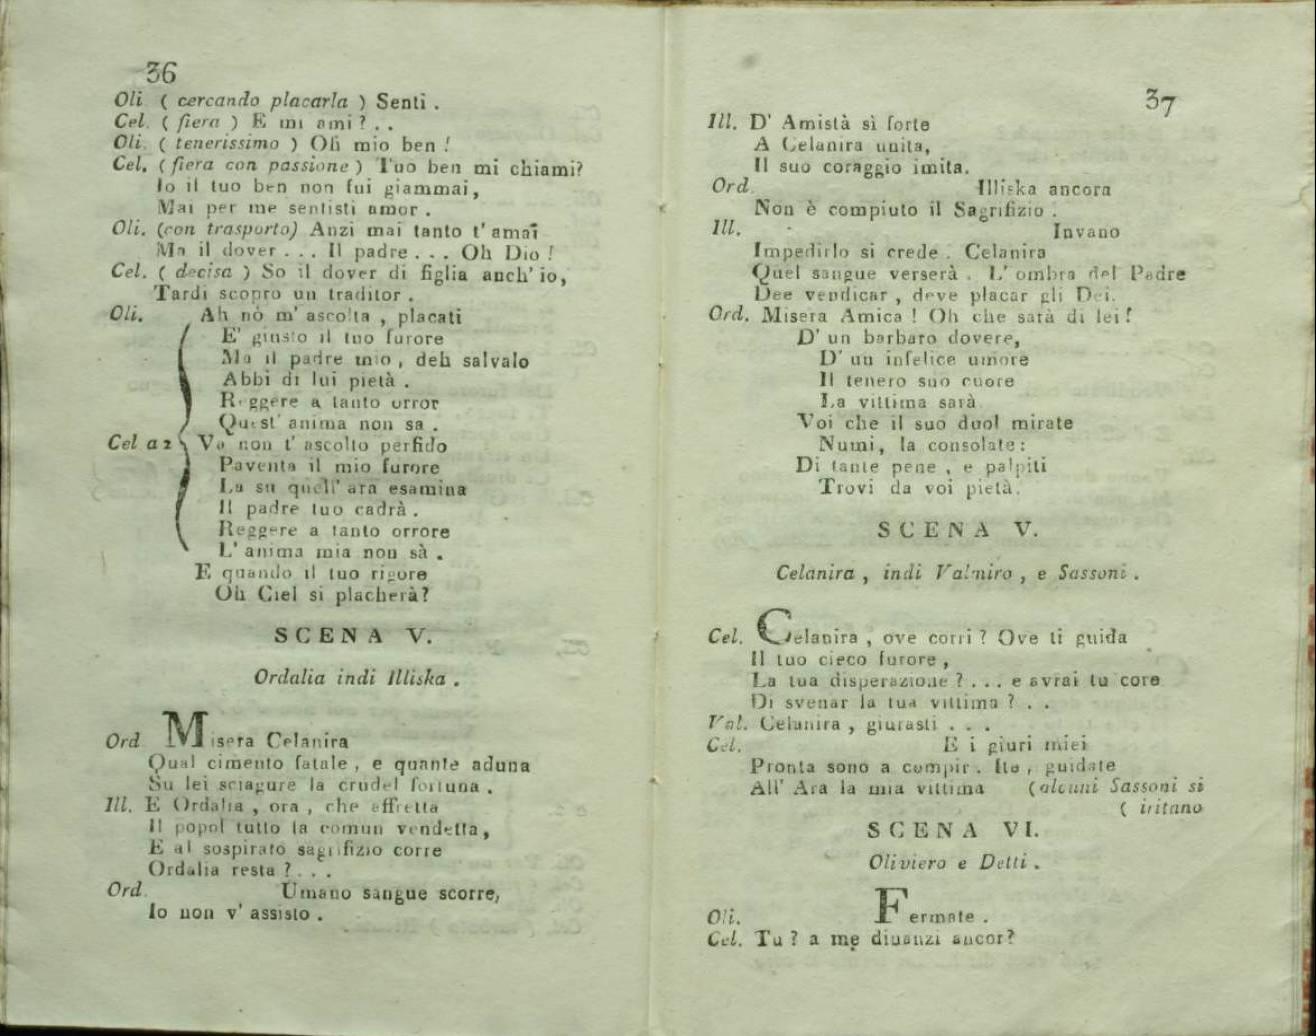 36
Oli ( cercando placarla ) Senti .
Cel. ( fiera ) E mi ami ? . .
Oli. ( tenerissimo ) Oh mio ben !
Cel. ( fiera con passione ) Tuo ben mi chiami?
Io il tuo ben non fui giammai,
Mai per me sentisti amor .
Oli. (con trasporto) Anzi mai tanto t' amai
Ma il dover . . . Il padre . . . Oh Dio !
Cel. ( decisa ) So il dover di figlia anch' io,
Tardi scopro un traditor .
Oli. Ah nò m' ascolta , placati
E' giusto il tuo furore
Ma il padre mio , deh salvalo
Abbi di lui pietà .
Reggere a tanto orror
Quest' anima non sa .
Cel a 2 Va non t' ascolto perfido
Paventa il mio furore
La su quell' ara esamina
Il padre tuo cadrà .
Reggere a tanto orrore
L' anima mia non sà .
E quando il tuo rigore
Oh Ciel si placherà?
SCENA V.
Ordalia indi Illiska .
Ord Misera Celanira
Qual cimento fatale , e quante aduna
Su lei sciagure la crudel fortuna .
Ill. E Ordalia , ora , che affretta
Il popol tutto la comun vendetta,
E al sospirato sagrifizio corre
Ordalia resta ? . . .
Ord. Umano sangue scorre,
Io non v' assisto .
37
Ill. D' Amistà sì forte
A Celanira unita,
Il suo coraggio imita.
Ord. Illiska ancora
Non è compiuto il Sagrifizio .
Ill. Invano
Impedirlo si crede . Celanira
Quel sangue verserà . L' ombra del Padre
Dee vendicar , deve placar gli Dei.
Ord. Misera Amica ! Oh che sarà di lei !
D' un barbaro dovere,
D' un infelice umore
Il tenero suo cuore
La vittima sarà
Voi che il suo duol mirate
Numi, la consolate :
Di tante pene , e palpiti
Trovi da voi pietà.
SCENA V.
Celanira , indi Valmiro , e Sassoni .
Cel. Celanira , ove corri ? Ove ti guida
Il tuo cieco furore ,
La tua disperazione ? . . . e avrai tu core
Di svenar la tua vittima ? . .
Val. Celanira , giurasti . . .
Cel. E i giuri miei
Pronta sono a compir . Ite , guidate
All' Ara la mia vittima (alcuni Sassoni si
( iritano
SCENA VI.
Oliviero e Detti .
Oli. Fermate .
Cel. Tu ? a me dinanzi ancor?